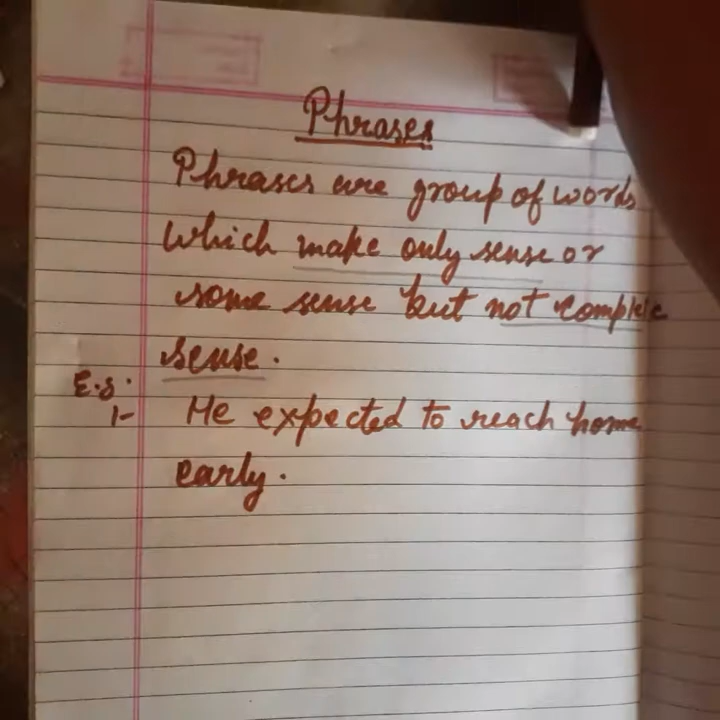 Phrases
Phrases are group of words
which make only sense or
some sense but not complete
sense.
E.g.
1- He expected to reach home
early.